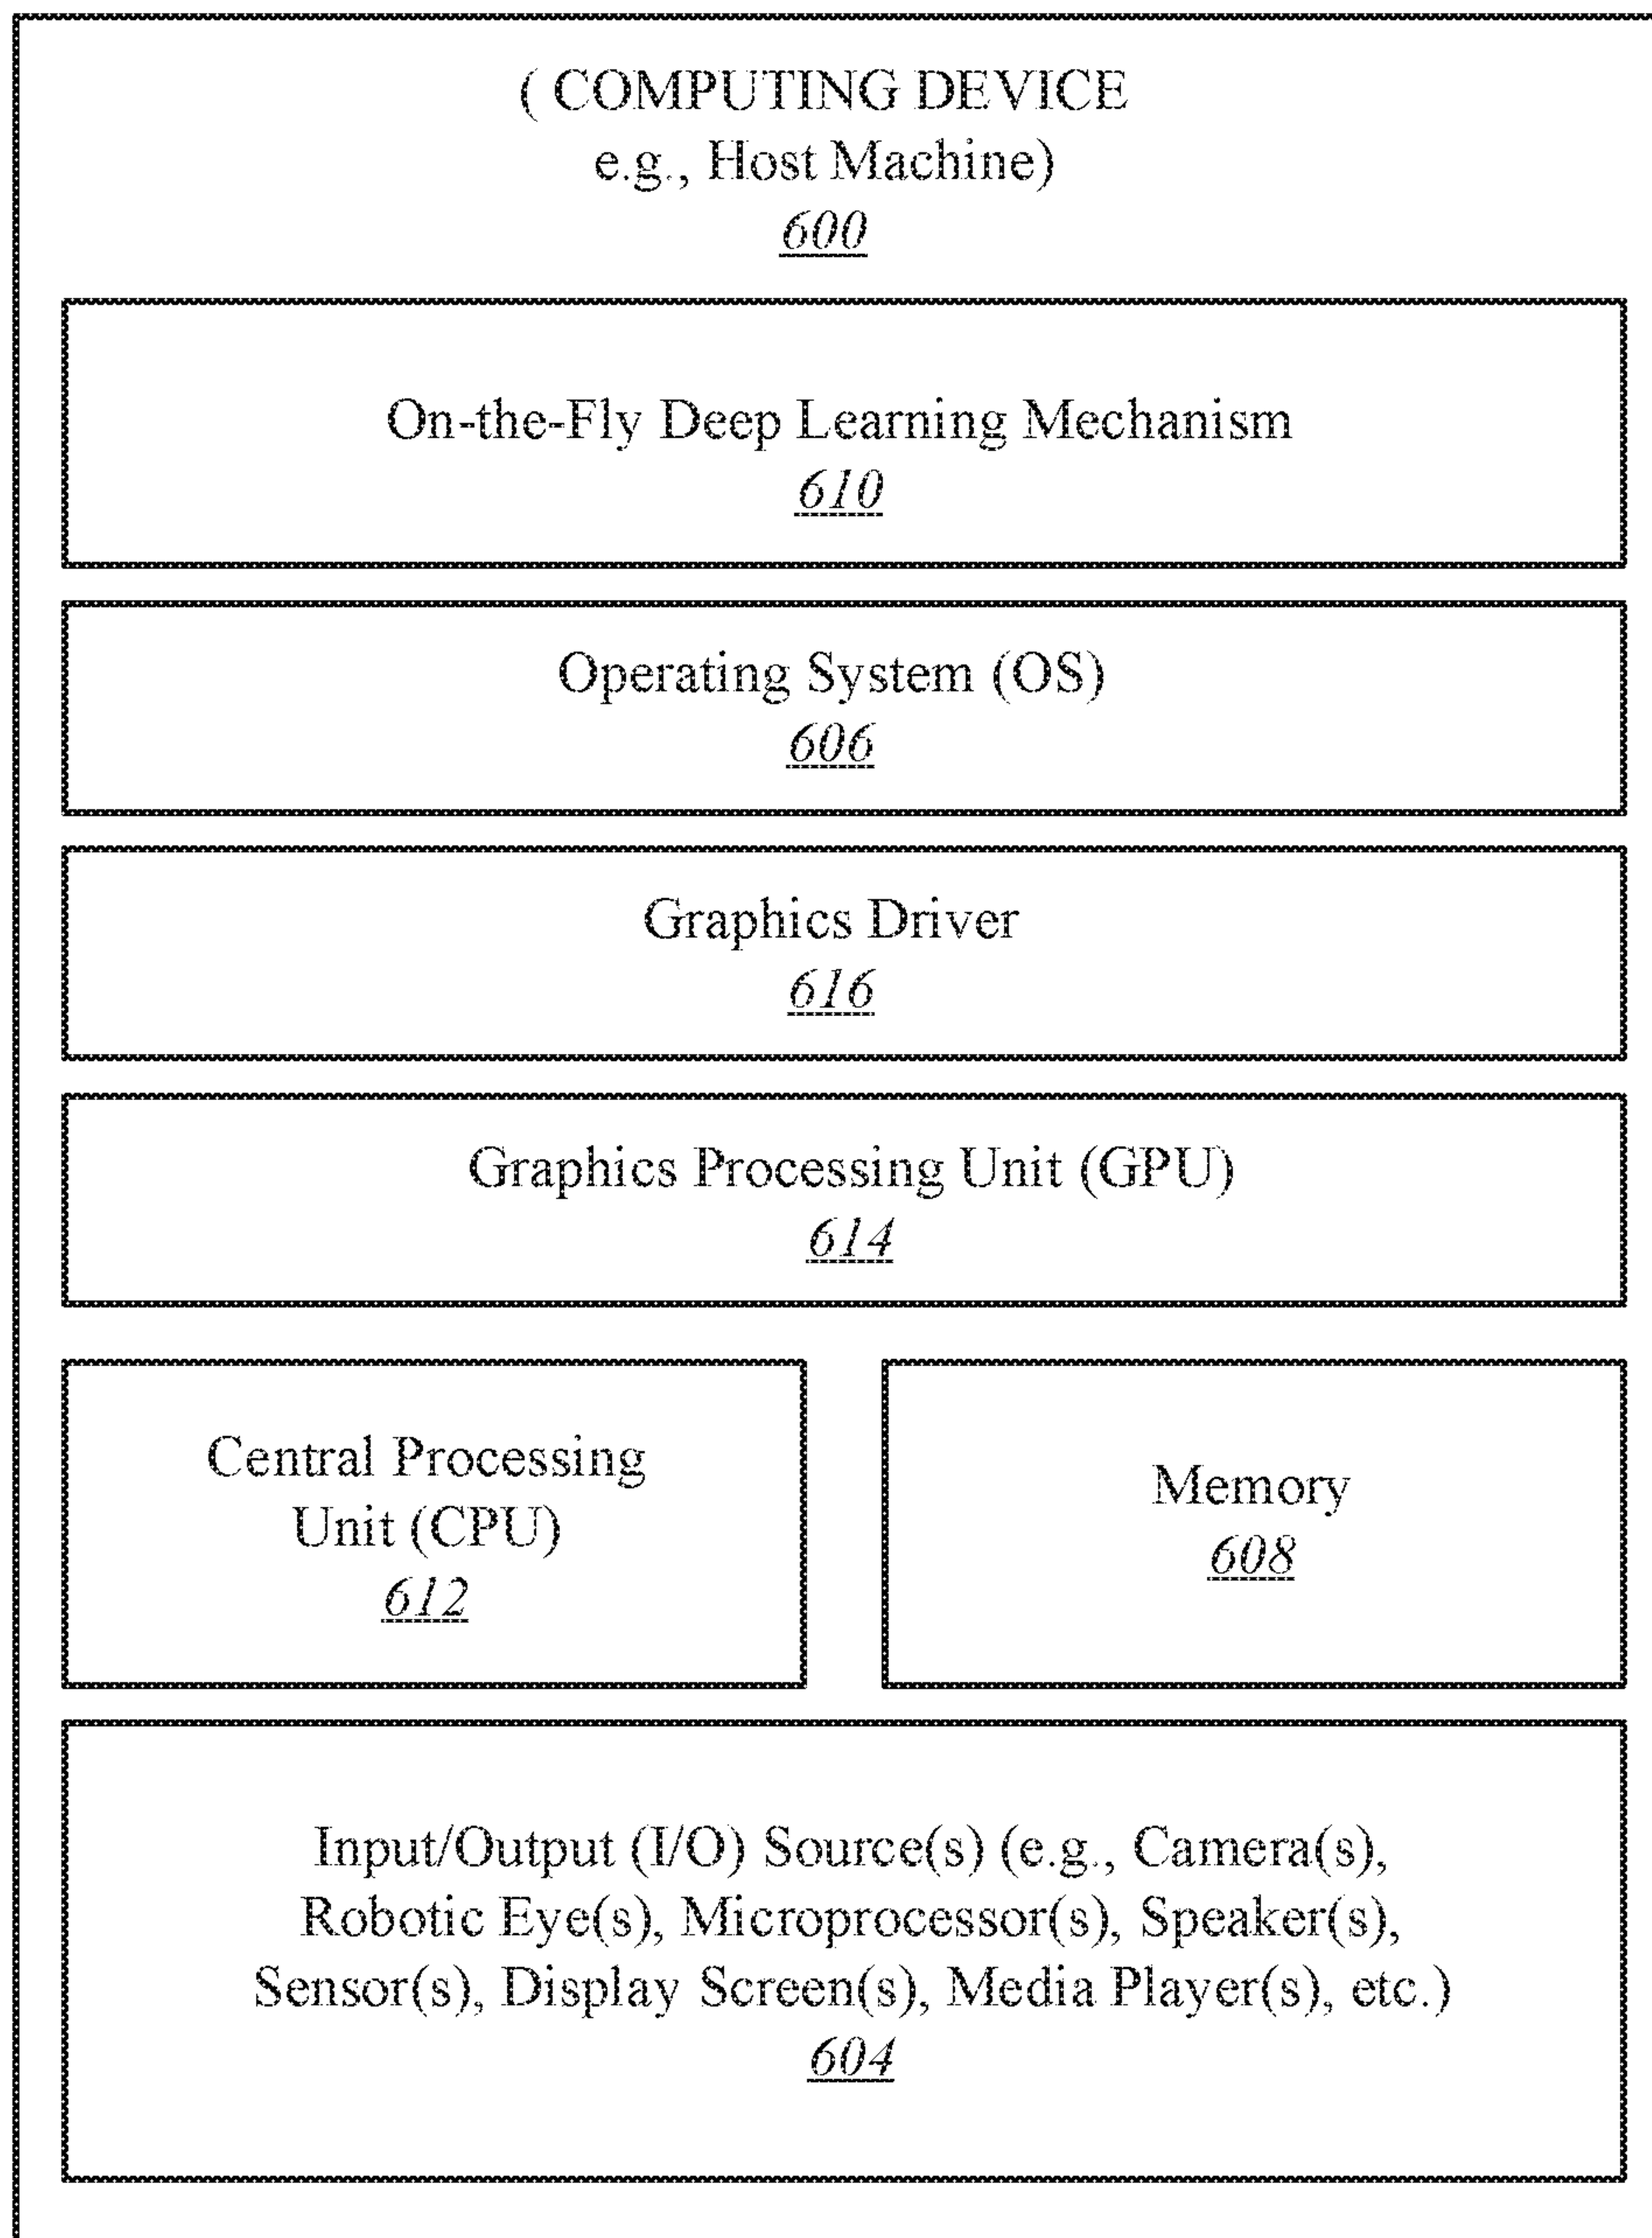 ( COMPUTING DEVICE
e.g., Host Machine)
600
On-the-Fly Deep Learning Mechanism
610
Operating System (OS)
606
Graphics Driver
616
Graphics Processing Unit (GPU)
614
Central Processing
Unit (CPU)
612
Memory
608
Input/Output (I/O) Source(s) (e.g., Camera(s),
Robotic Eye(s), Microprocessor(s), Speaker(s),
Sensor(s), Display Screen(s), Media Player(s), etc.)
604